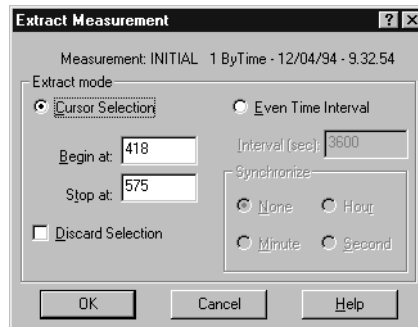 Extract Measurement
Measurement: INITIAL 1 ByTime - 12/04/94 - 9.32.54
Extract mode
Cursor Selection
Even Time Interval
Begin at: 418
Interval (sec): 3600
Stop at: 575
Synchronize
None
Hour
Discard Selection
Minute
Second
OK
Cancel
Help